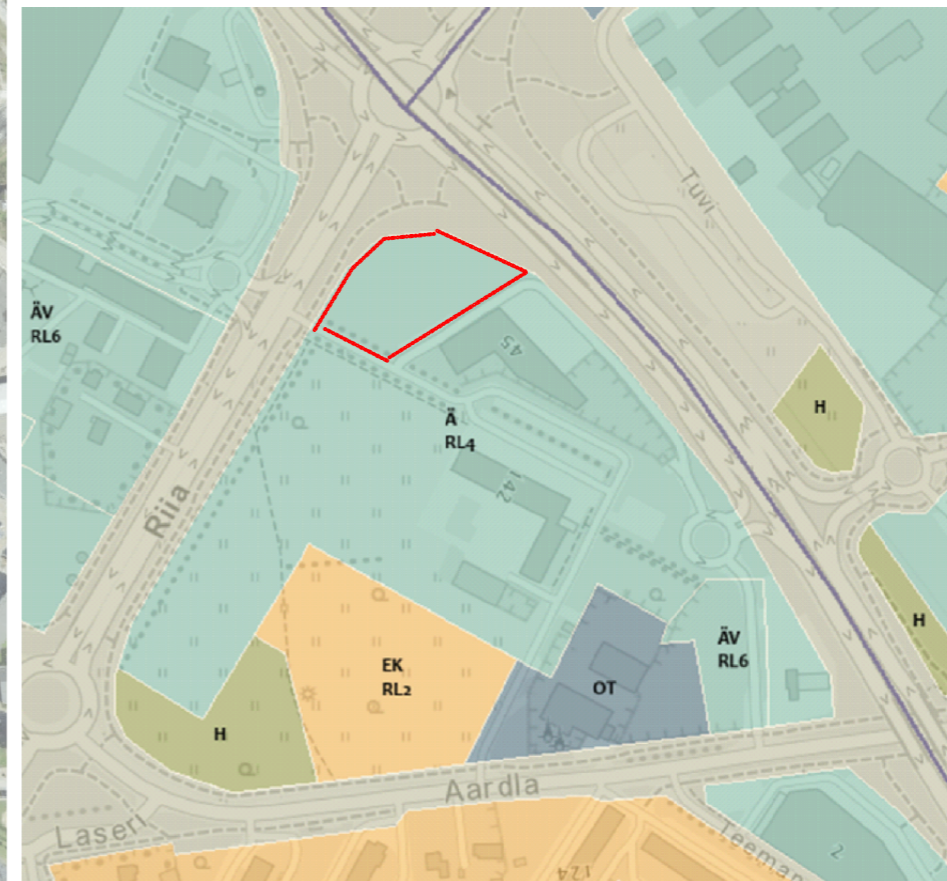 Tuvi
ÄV
RL6
45
H
Ä
RL4
142
Riia
H
EK
RL2
ÄV
RL6
OT
H
Aardla
Laseri
Teeman
2
124